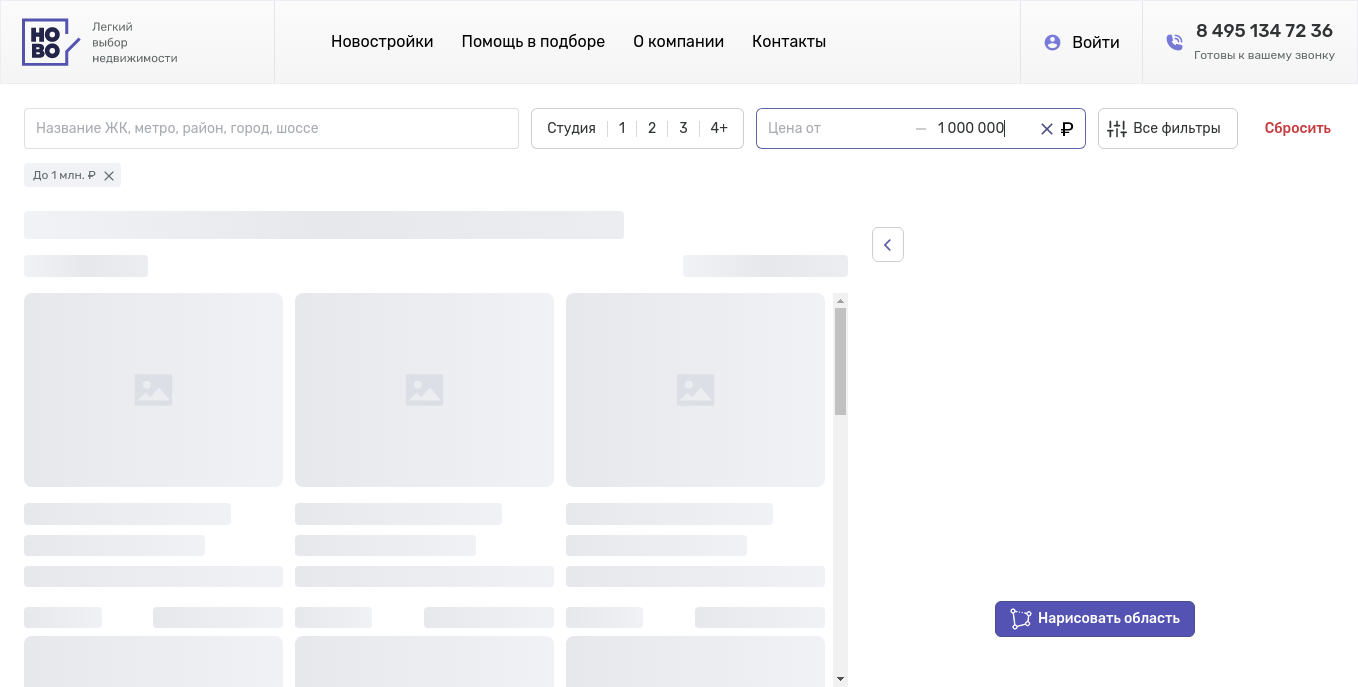 НО
ВО
Легкий
выбор
недвижимости
Новостройки
Помощь в подборе
О компании
Контакты
Войти
8 495 134 72 36
Готовы к вашему звонку
Название ЖК, метро, район, город, шоссе
Студия
1
2
3
4+
Цена от
— 1 000 000
₽
Все фильтры
Сбросить
До 1 млн. ₽
Нарисовать область